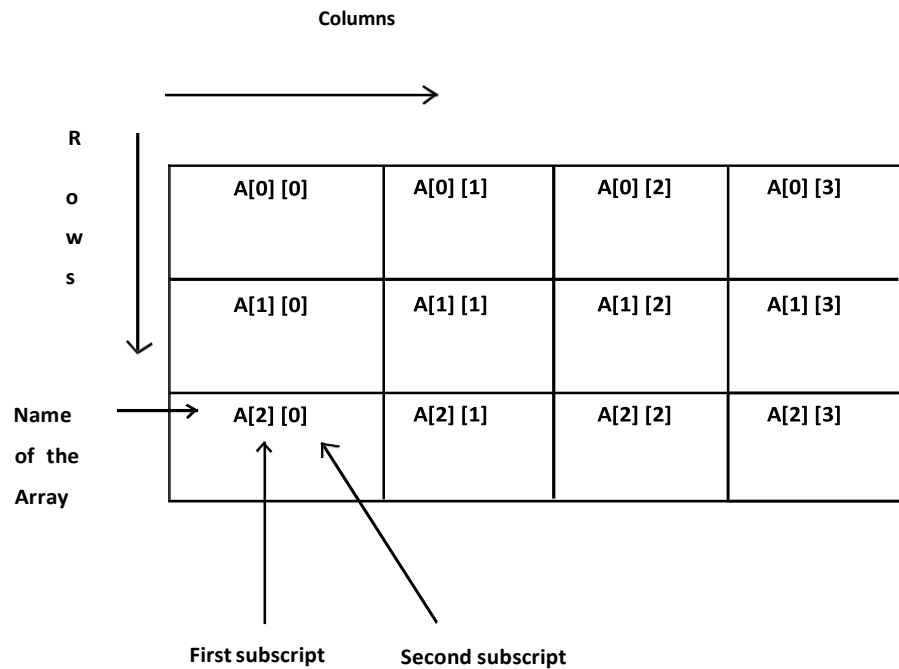 Columns
R
o
w
s
A[0] [0] A[0] [1] A[0] [2] A[0] [3]
A[1] [0] A[1] [1] A[1] [2] A[1] [3]
A[2] [0] A[2] [1] A[2] [2] A[2] [3]
Name
of the
Array
First subscript Second subscript